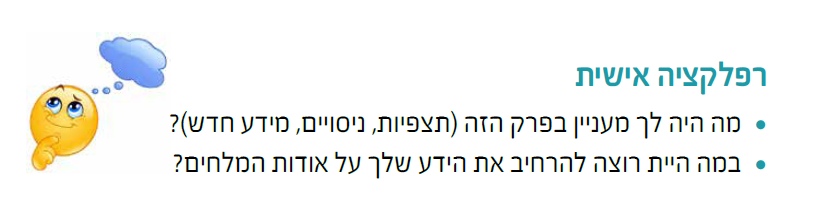 רפלקציה אישית
• מה היה לך מעניין בפרק הזה (תצפיות, ניסויים, מידע חדש)?
• במה היית רוצה להרחיב את הידע שלך על אודות המלחים?